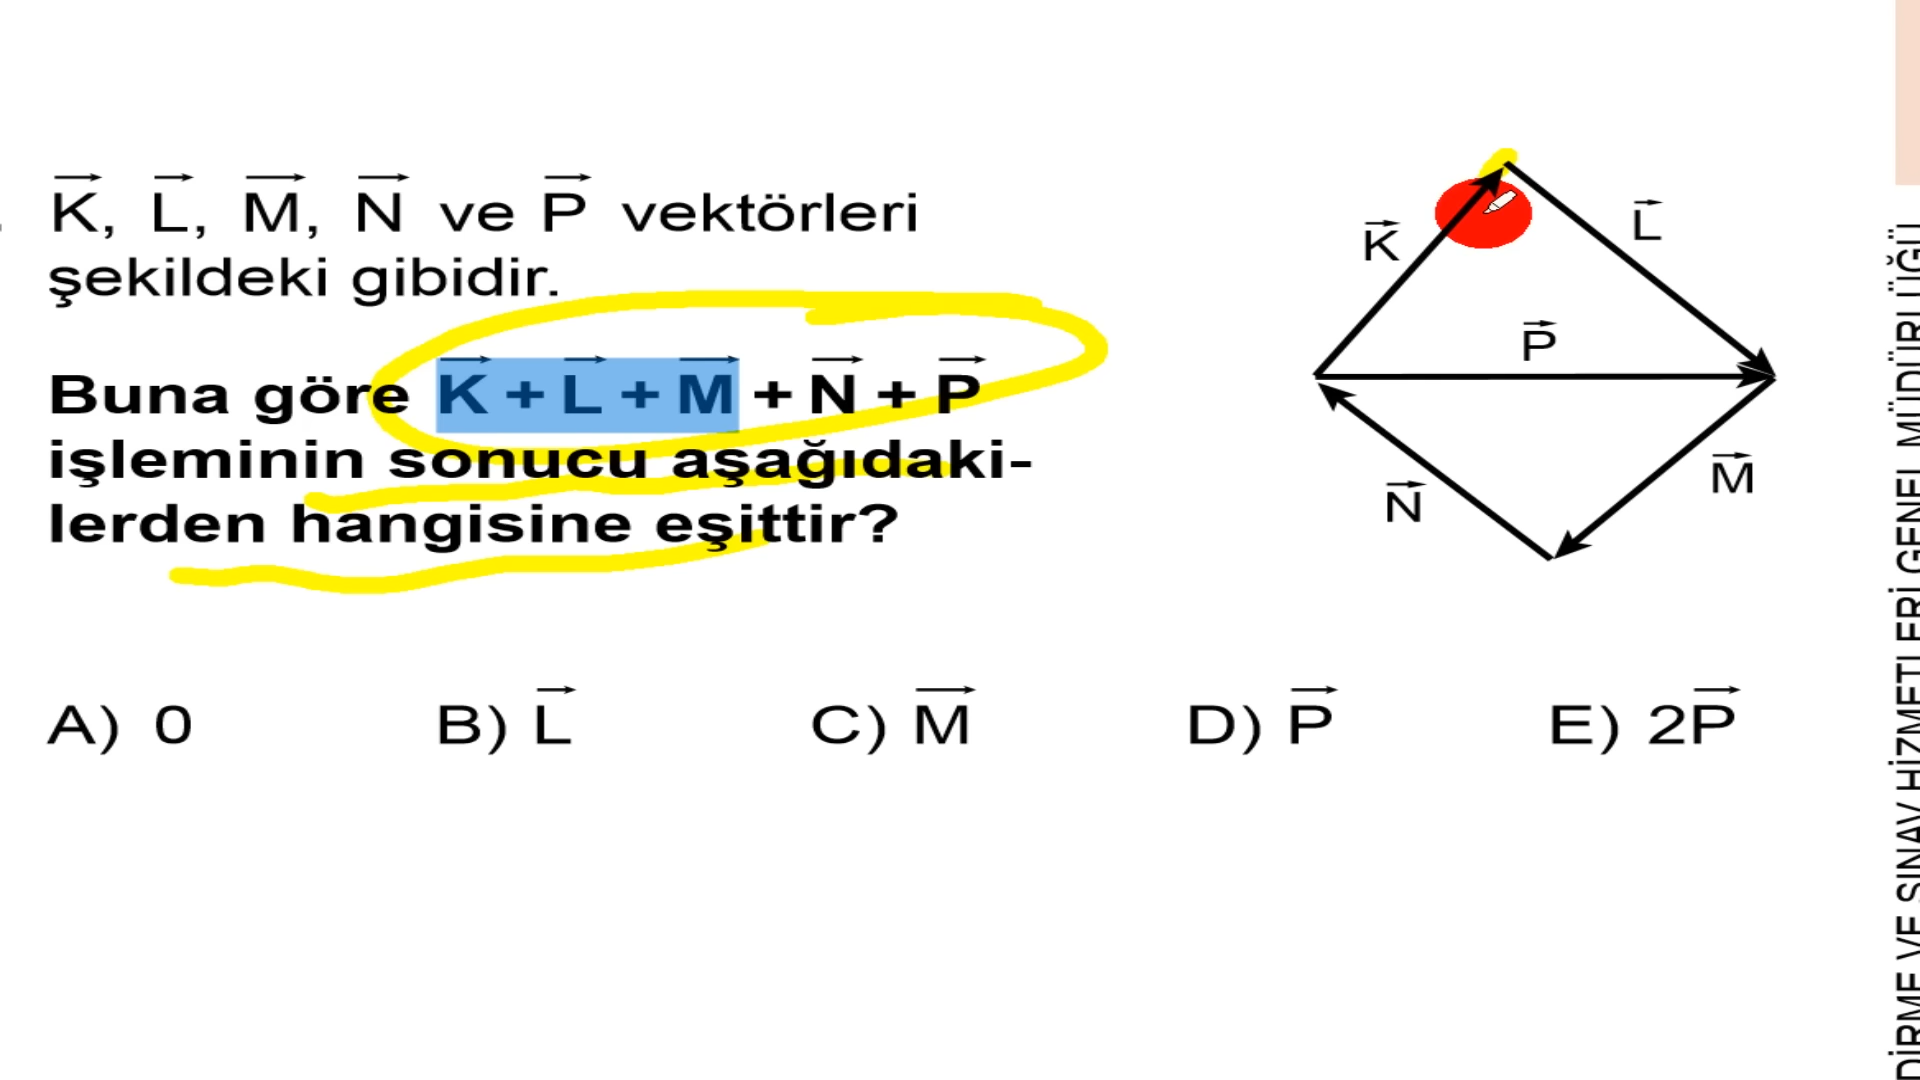 K, L, M, N ve P vektörleri
şekildeki gibidir.
Buna göre K + L + M + N + P
işleminin sonucu aşağıdaki-
lerden hangisine eşittir?
A) 0 B) L C) M D) P E) 2P
K
L
P
N
M
DİRME VE SINAV HİZMETLERİ GENEL MÜDÜRLÜĞÜ